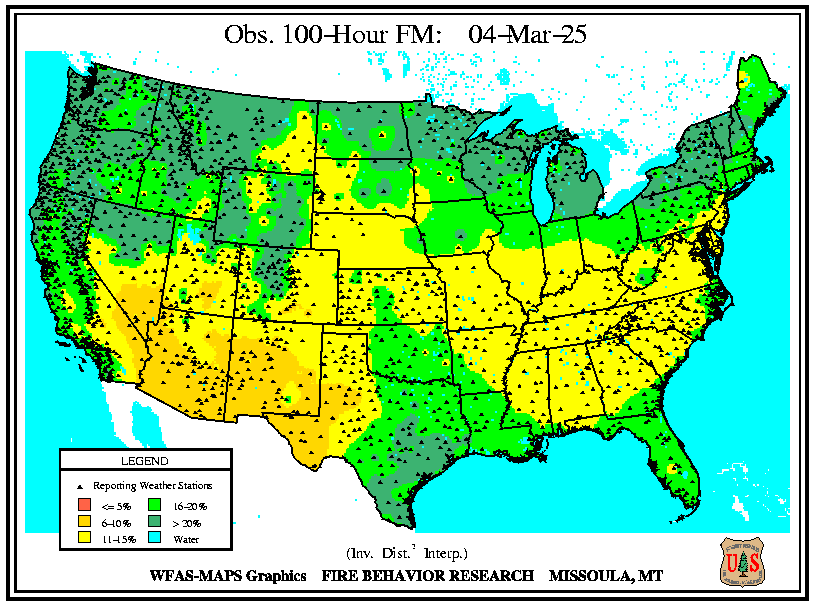 Obs. 100-Hour FM: 04-Mar-25
LEGEND
Reporting Weather Stations
<= 5%
16-20%
6-10%
> 20%
11-15%
Water
(Inv. Dist.² Interp.)
WFAS-MAPS Graphics FIRE BEHAVIOR RESEARCH MISSOULA, MT
U S